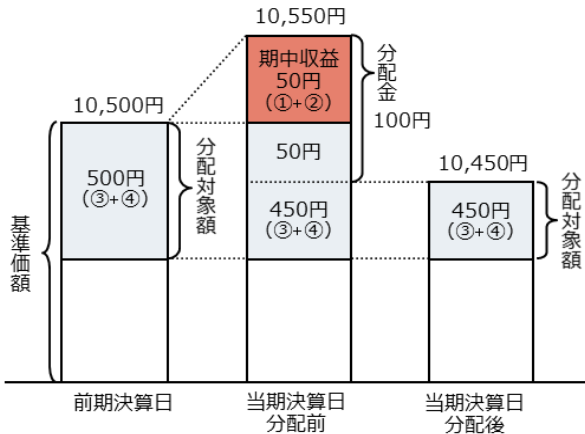 10,550円
期中収益
50円
(①+②)
分配金
100円
10,500円
500円
(③+④)
分配対象額
50円
450円
(③+④)
10,450円
450円
(③+④)
分配対象額
基準価額
前期決算日
当期決算日
分配前
当期決算日
分配後